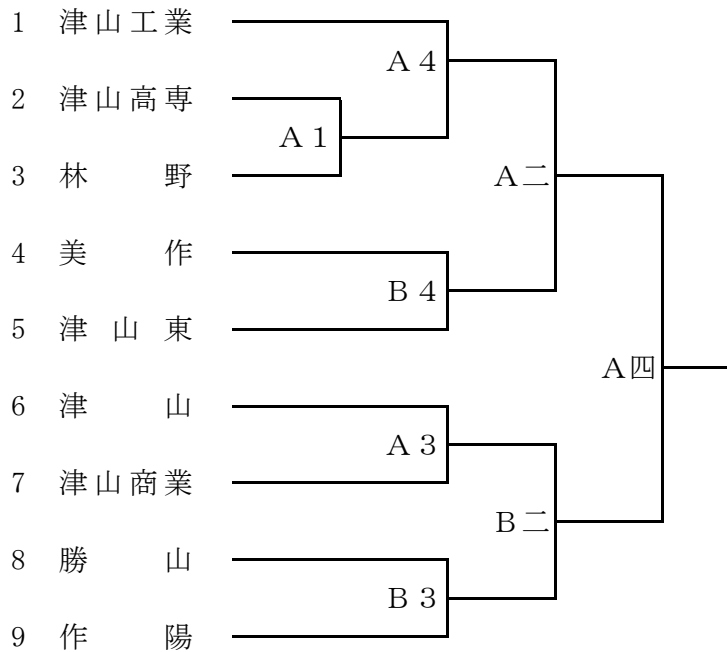 1 津山工業
A 4
2 津山高専
A 1
3 林野
A二
4 美作
B 4
5 津山東
A四
6 津山
A 3
7 津山商業
B二
8 勝山
B 3
9 作陽